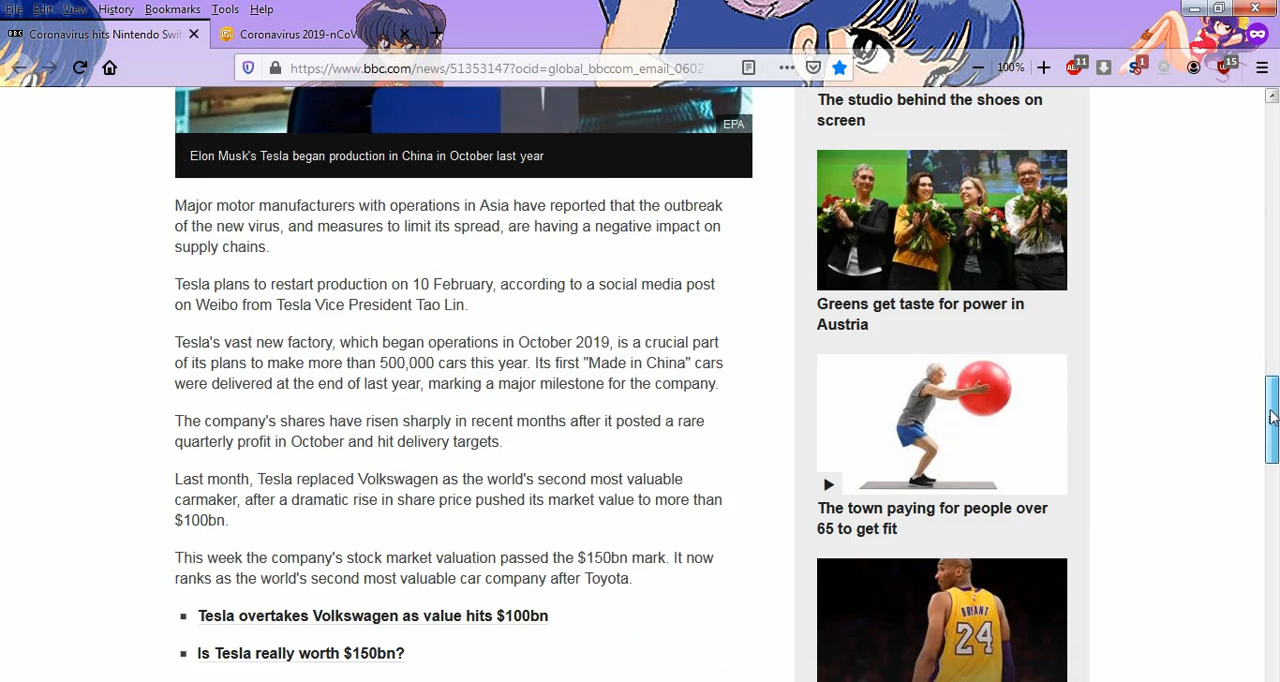 File Edit View History Bookmarks Tools Help
BBC Coronavirus hits Nintendo Swit
Coronavirus 2019-nCoV
https://www.bbc.com/news/51353147?ocid=global_bbccom_email_0602
100%
11
1
15
EPA
Elon Musk's Tesla began production in China in October last year
Major motor manufacturers with operations in Asia have reported that the outbreak
of the new virus, and measures to limit its spread, are having a negative impact on
supply chains.
Tesla plans to restart production on 10 February, according to a social media post
on Weibo from Tesla Vice President Tao Lin.
Tesla's vast new factory, which began operations in October 2019, is a crucial part
of its plans to make more than 500,000 cars this year. Its first "Made in China" cars
were delivered at the end of last year, marking a major milestone for the company.
The company's shares have risen sharply in recent months after it posted a rare
quarterly profit in October and hit delivery targets.
Last month, Tesla replaced Volkswagen as the world's second most valuable
carmaker, after a dramatic rise in share price pushed its market value to more than
$100bn.
This week the company's stock market valuation passed the $150bn mark. It now
ranks as the world's second most valuable car company after Toyota.
Tesla overtakes Volkswagen as value hits $100bn
Is Tesla really worth $150bn?
The studio behind the shoes on
screen
Greens get taste for power in
Austria
The town paying for people over
65 to get fit
BRYANT
24